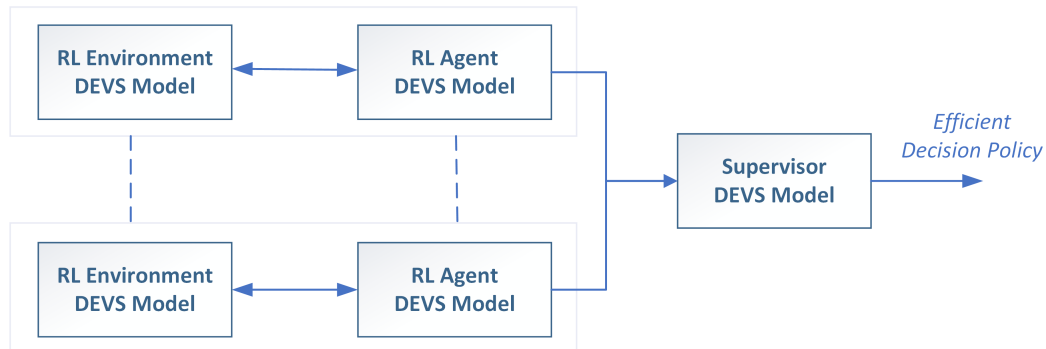 RL Environment
DEVS Model
RL Agent
DEVS Model
Supervisor
DEVS Model
Efficient
Decision Policy
RL Environment
DEVS Model
RL Agent
DEVS Model